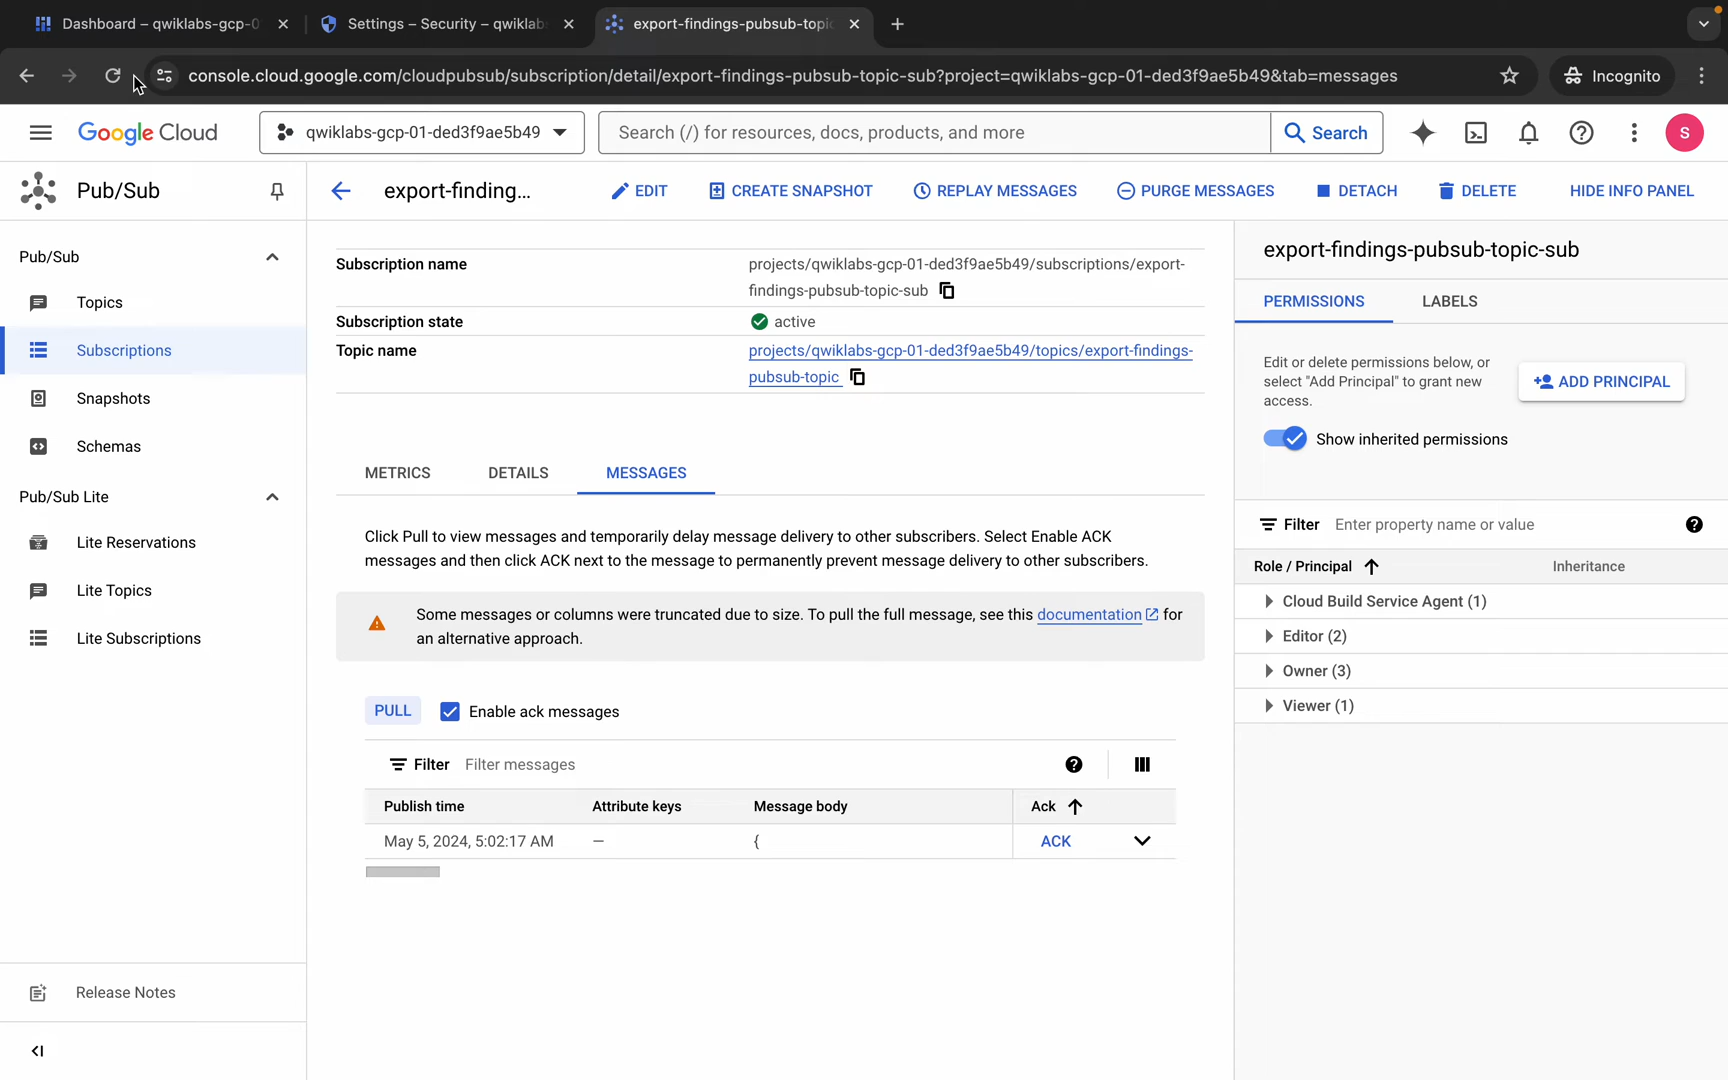 Dashboard – qwiklabs-gcp-0
Settings – Security – qwiklab
export-findings-pubsub-topic
console.cloud.google.com/cloudpubsub/subscription/detail/export-findings-pubsub-topic-sub?project=qwiklabs-gcp-01-ded3f9ae5b49&tab=messages
Incognito
Google Cloud
qwiklabs-gcp-01-ded3f9ae5b49
Search (/) for resources, docs, products, and more
Search
S
Pub/Sub
export-finding...
EDIT
CREATE SNAPSHOT
REPLAY MESSAGES
PURGE MESSAGES
DETACH
DELETE
HIDE INFO PANEL
Pub/Sub
Topics
Subscriptions
Snapshots
Schemas
Pub/Sub Lite
Lite Reservations
Lite Topics
Lite Subscriptions
Release Notes
Subscription name
projects/qwiklabs-gcp-01-ded3f9ae5b49/subscriptions/export-
findings-pubsub-topic-sub
Subscription state
active
Topic name
projects/qwiklabs-gcp-01-ded3f9ae5b49/topics/export-findings-
pubsub-topic
METRICS
DETAILS
MESSAGES
Click Pull to view messages and temporarily delay message delivery to other subscribers. Select Enable ACK
messages and then click ACK next to the message to permanently prevent message delivery to other subscribers.
Some messages or columns were truncated due to size. To pull the full message, see this documentation for
an alternative approach.
PULL
Enable ack messages
Filter Filter messages
Publish time Attribute keys Message body Ack
May 5, 2024, 5:02:17 AM — { ACK
export-findings-pubsub-topic-sub
PERMISSIONS
LABELS
Edit or delete permissions below, or
select "Add Principal" to grant new
access.
ADD PRINCIPAL
Show inherited permissions
Filter Enter property name or value
Role / Principal Inheritance
Cloud Build Service Agent (1)
Editor (2)
Owner (3)
Viewer (1)